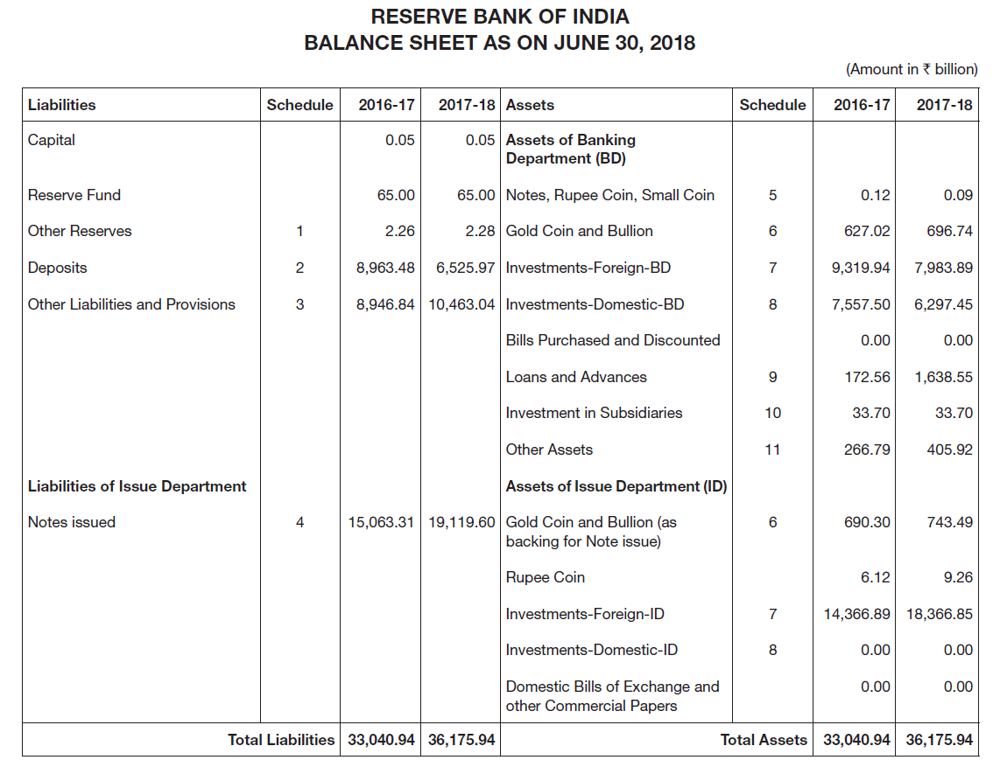 RESERVE BANK OF INDIA
BALANCE SHEET AS ON JUNE 30, 2018
(Amount in ₹ billion)
Liabilities Schedule 2016-17 2017-18 Assets Schedule 2016-17 2017-18
Capital 0.05 0.05 Assets of Banking
Department (BD)
Reserve Fund 65.00 65.00 Notes, Rupee Coin, Small Coin 5 0.12 0.09
Other Reserves 1 2.26 2.28 Gold Coin and Bullion 6 627.02 696.74
Deposits 2 8,963.48 6,525.97 Investments-Foreign-BD 7 9,319.94 7,983.89
Other Liabilities and Provisions 3 8,946.84 10,463.04 Investments-Domestic-BD 8 7,557.50 6,297.45
Bills Purchased and Discounted 0.00 0.00
Loans and Advances 9 172.56 1,638.55
Investment in Subsidiaries 10 33.70 33.70
Other Assets 11 266.79 405.92
Liabilities of Issue Department Assets of Issue Department (ID)
Notes issued 4 15,063.31 19,119.60 Gold Coin and Bullion (as 6 690.30 743.49
backing for Note issue)
Rupee Coin 6.12 9.26
Investments-Foreign-ID 7 14,366.89 18,366.85
Investments-Domestic-ID 8 0.00 0.00
Domestic Bills of Exchange and 0.00 0.00
other Commercial Papers
Total Liabilities 33,040.94 36,175.94 Total Assets 33,040.94 36,175.94